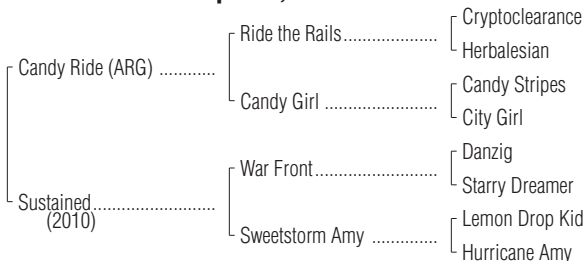 Cryptoclearance
Ride the Rails....................
Herbalesian
Candy Ride (ARG) ............
Candy Stripes
Candy Girl ........................
City Girl
Danzig
War Front..........................
Starry Dreamer
Sustained..........................
(2010)
Lemon Drop Kid
Sweetstorm Amy ..............
Hurricane Amy